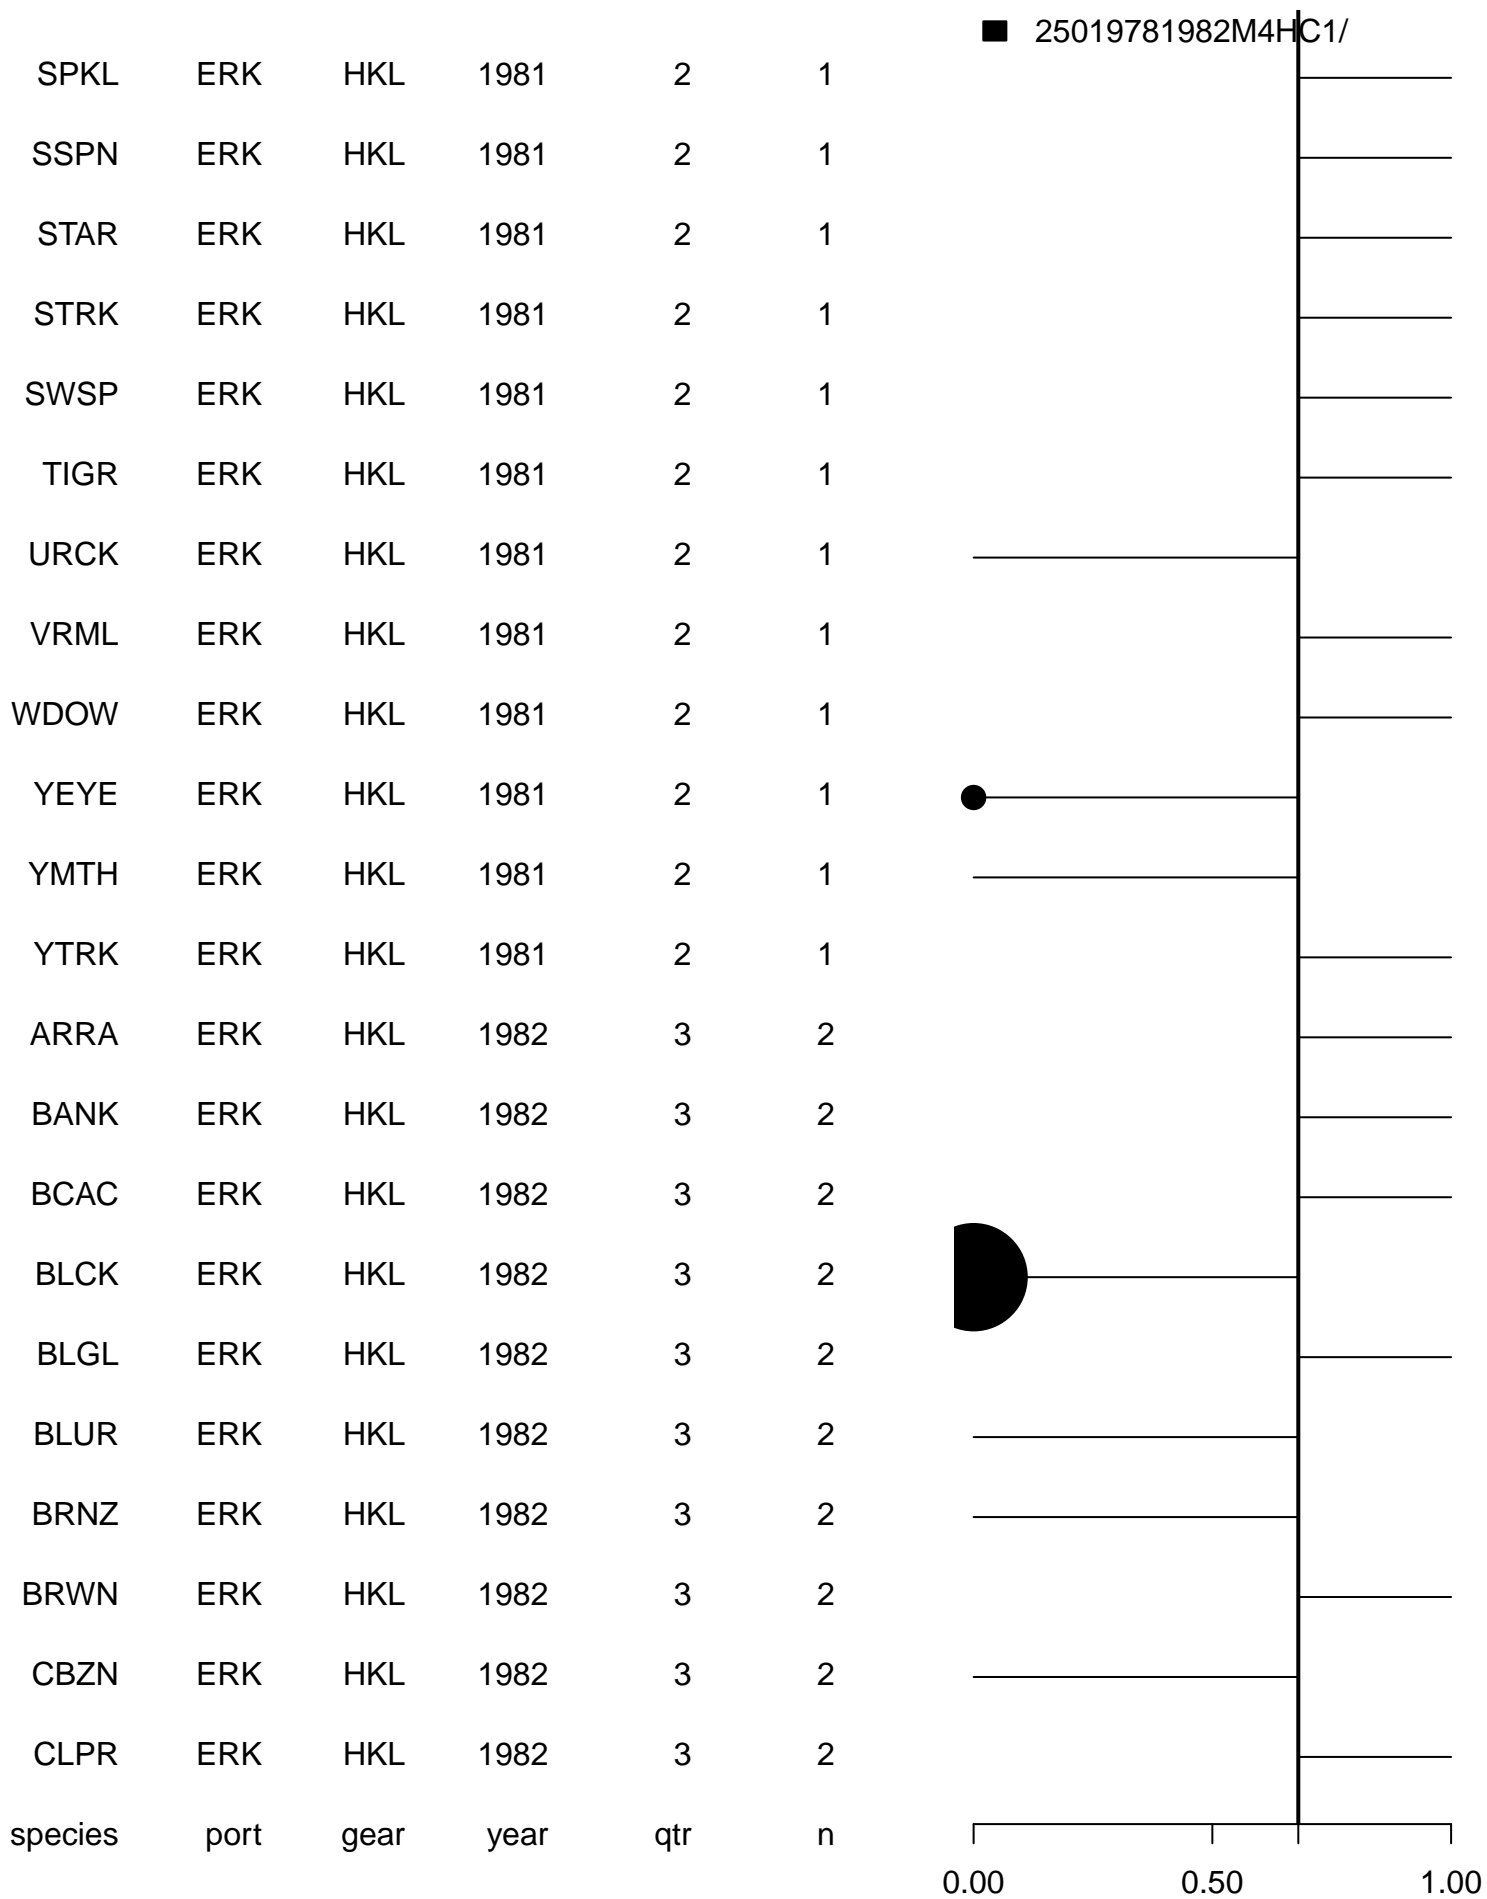 25019781982M4HC1/
SPKL ERK HKL 1981 2 1
SSPN ERK HKL 1981 2 1
STAR ERK HKL 1981 2 1
STRK ERK HKL 1981 2 1
SWSP ERK HKL 1981 2 1
TIGR ERK HKL 1981 2 1
URCK ERK HKL 1981 2 1
VRML ERK HKL 1981 2 1
WDOW ERK HKL 1981 2 1
YEYE ERK HKL 1981 2 1
YMTH ERK HKL 1981 2 1
YTRK ERK HKL 1981 2 1
ARRA ERK HKL 1982 3 2
BANK ERK HKL 1982 3 2
BCAC ERK HKL 1982 3 2
BLCK ERK HKL 1982 3 2
BLGL ERK HKL 1982 3 2
BLUR ERK HKL 1982 3 2
BRNZ ERK HKL 1982 3 2
BRWN ERK HKL 1982 3 2
CBZN ERK HKL 1982 3 2
CLPR ERK HKL 1982 3 2
species port gear year qtr n
0.00 0.50 1.00